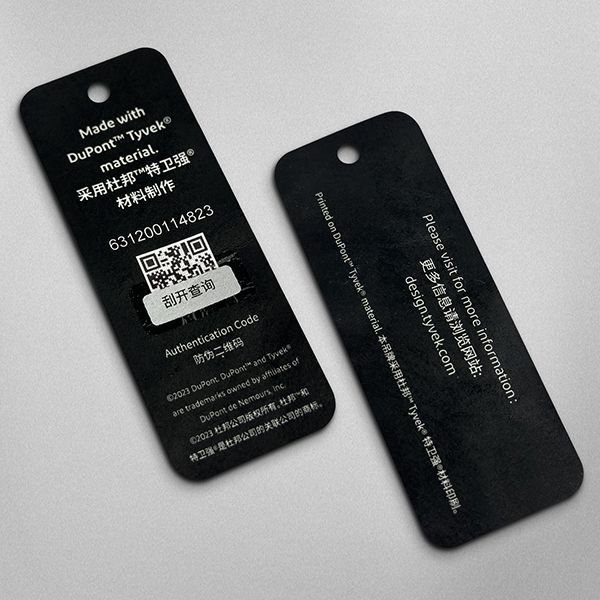 Made with
DuPont™ Tyvek®
material.
采用杜邦™特卫强®
材料制作
631200114823
刮开查询
Authentication Code
防伪二维码
©2023 DuPont. DuPont™ and Tyvek®
are trademarks owned by affiliates of
DuPont de Nemours, Inc.
©2023 杜邦公司版权所有。杜邦™和
特卫强®是杜邦公司的关联公司的商标。
Please visit for more information:
更多信息请浏览网站:
design.tyvek.com
Printed on DuPont™ Tyvek® material. 本吊牌采用杜邦™ Tyvek® 特卫强®材料印刷。